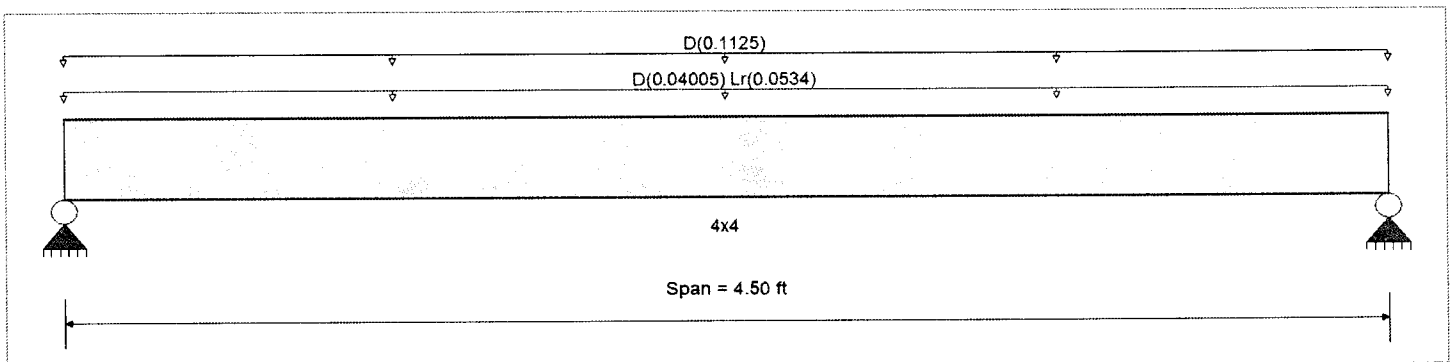 D(0.1125)
D(0.04005) Lr(0.0534)
4x4
Span = 4.50 ft